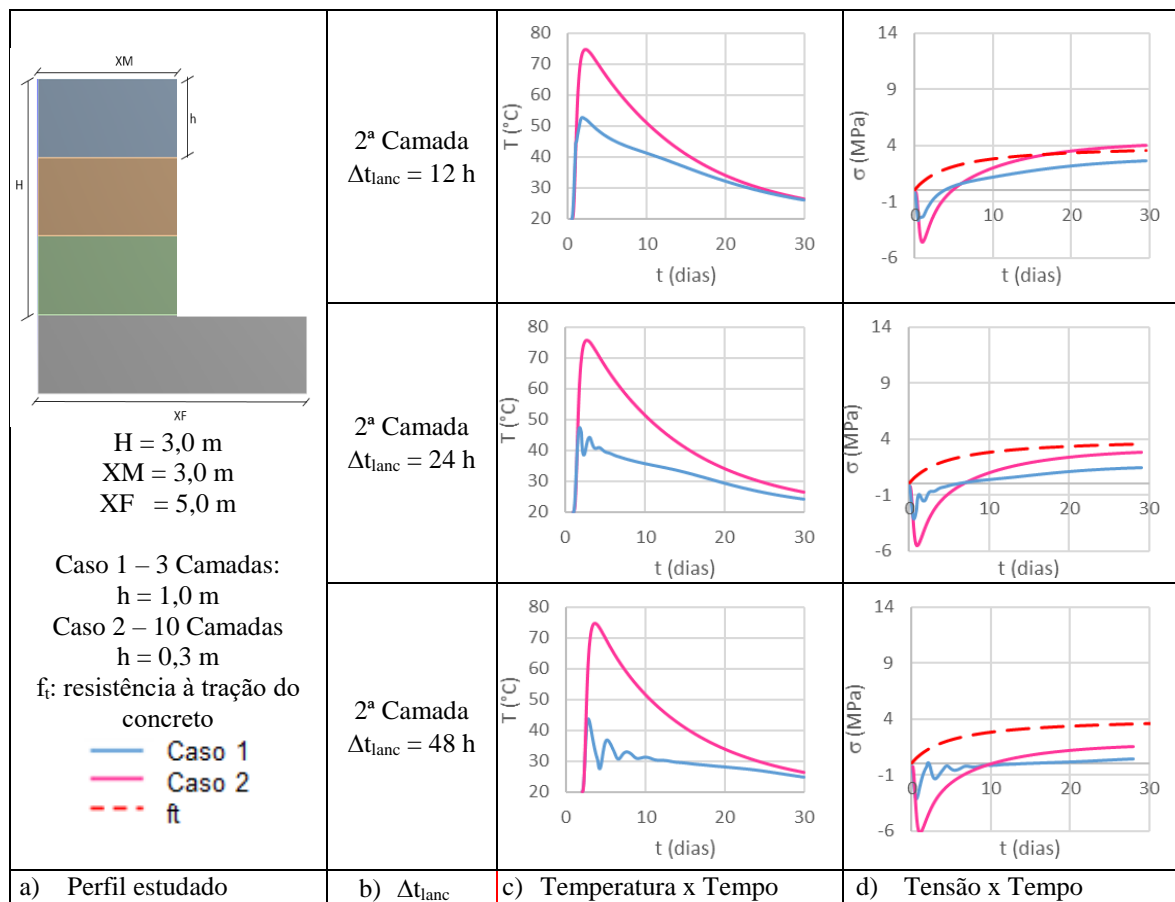 XM
h
H
XF
H = 3,0 m
XM = 3,0 m
XF = 5,0 m
Caso 1 – 3 Camadas:
h = 1,0 m
Caso 2 – 10 Camadas
h = 0,3 m
ft: resistência à tração do
concreto
Caso 1
Caso 2
ft
2ª Camada
Δtlanc = 12 h
80
70
60
50
40
30
20
T (°C)
0 10 20 30
t (dias)
14
9
4
-1
-6
σ (MPa)
0 10 20 30
t (dias)
2ª Camada
Δtlanc = 24 h
80
70
60
50
40
30
20
T (°C)
0 10 20 30
t (dias)
14
9
4
-1
-6
σ (MPa)
0 10 20 30
t (dias)
2ª Camada
Δtlanc = 48 h
80
70
60
50
40
30
20
T (°C)
0 10 20 30
t (dias)
14
9
4
-1
-6
σ (MPa)
0 10 20 30
t (dias)
a) Perfil estudado
b) Δtlanc
c) Temperatura x Tempo
d) Tensão x Tempo